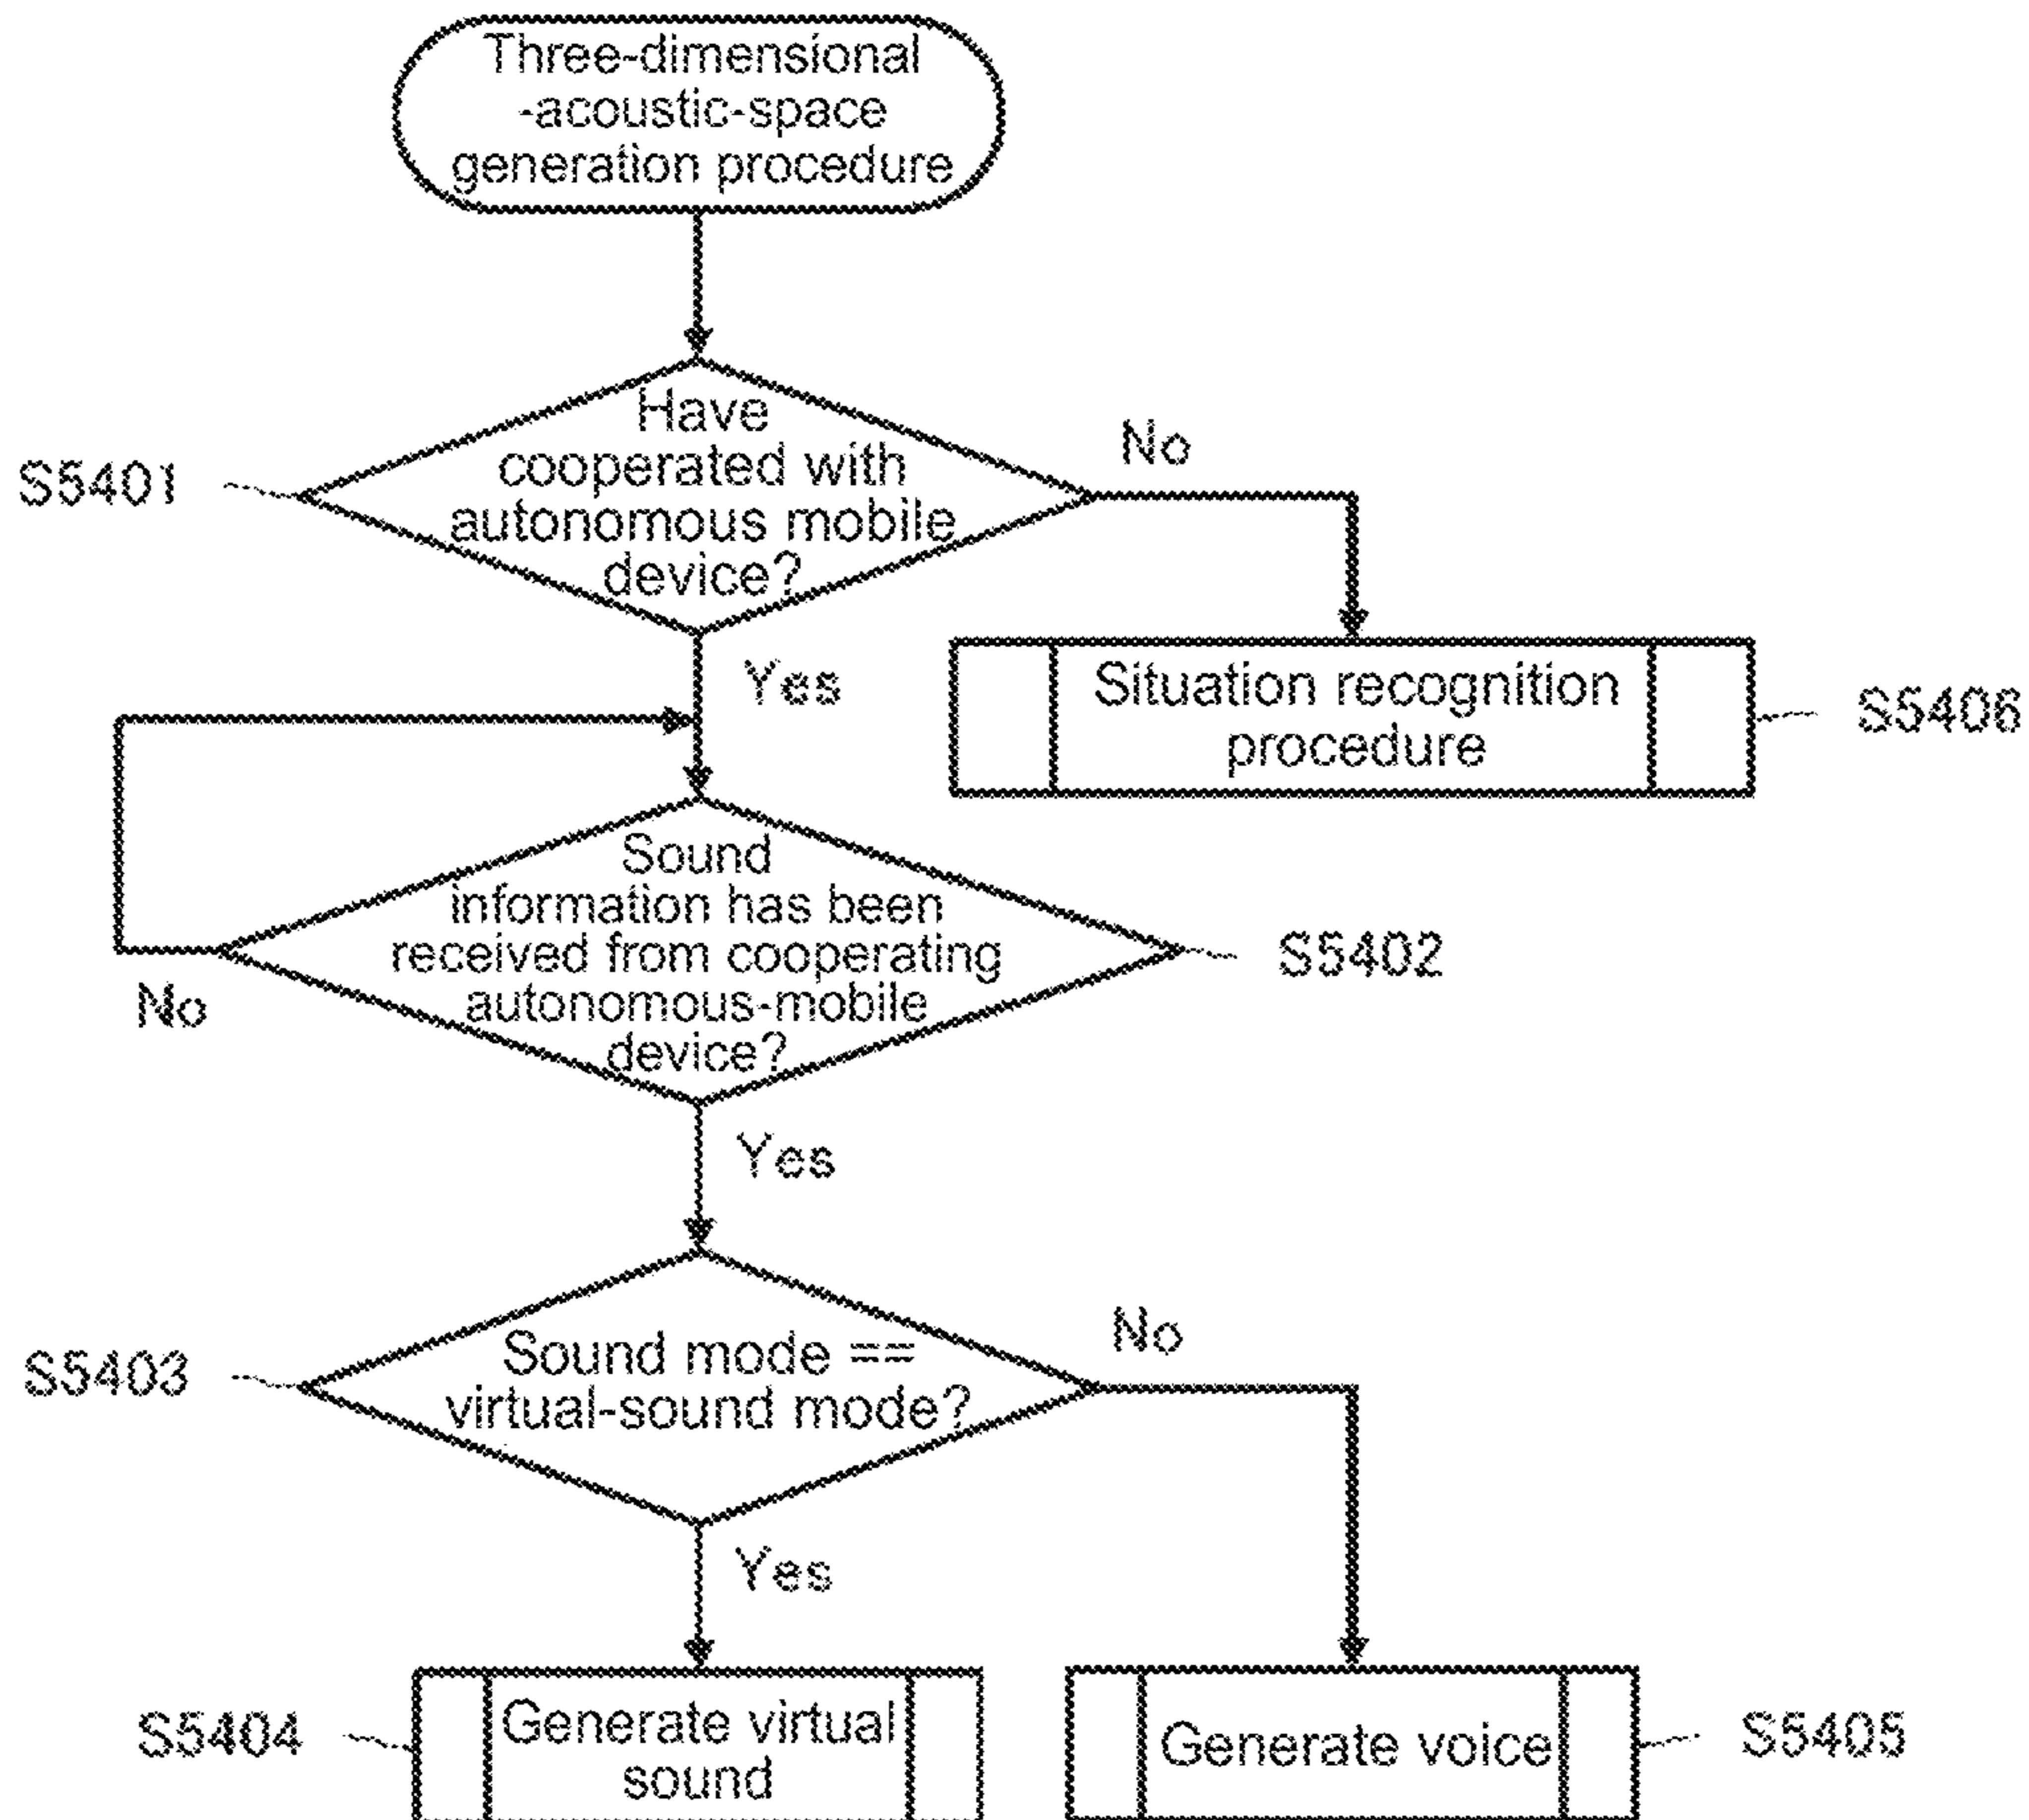 Three-dimensional
-acoustic-space
generation procedure
Have
cooperated with
autonomous mobile
device?
S5401
No
Yes
Situation recognition
procedure
S5406
Sound
information has been
received from cooperating
autonomous-mobile
device?
S5402
No
Yes
Sound mode ==
virtual-sound mode?
S5403
No
Yes
Generate virtual
sound
S5404
Generate voice
S5405